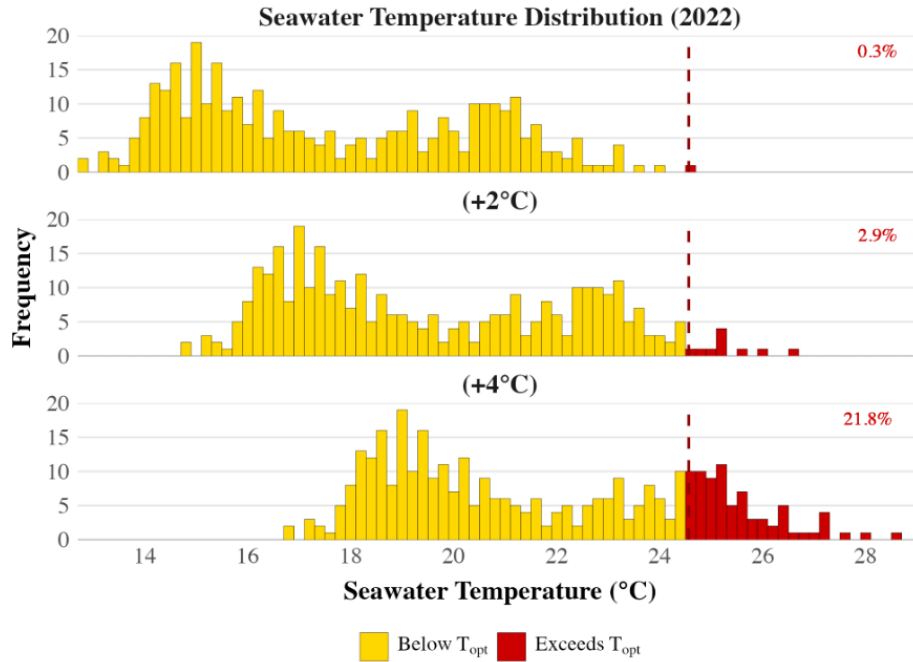 Seawater Temperature Distribution (2022)
20
15
10
5
0
0.3%
(+2°C)
20
15
10
5
0
2.9%
Frequency
(+4°C)
20
15
10
5
0
21.8%
14 16 18 20 22 24 26 28
Seawater Temperature (°C)
Below Topt Exceeds Topt